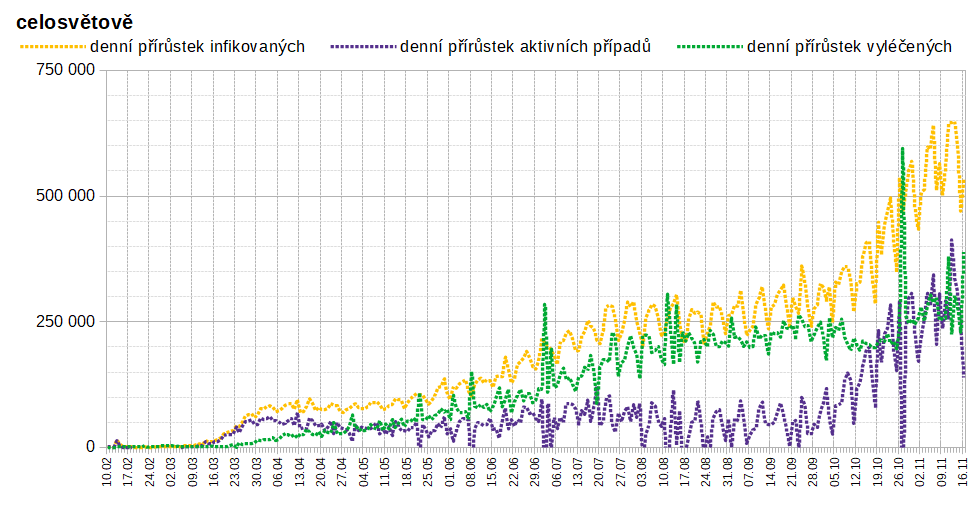 celosvětově
denní přírůstek infikovaných denní přírůstek aktivních případů denní přírůstek vyléčených
750 000
500 000
250 000
0
10.02 17.02 24.02 02.03 09.03 16.03 23.03 30.03 06.04 13.04 20.04 27.04 04.05 11.05 18.05 25.05 01.06 08.06 15.06 22.06 29.06 06.07 13.07 20.07 27.07 03.08 10.08 17.08 24.08 31.08 07.09 14.09 21.09 28.09 05.10 12.10 19.10 26.10 02.11 09.11 16.11